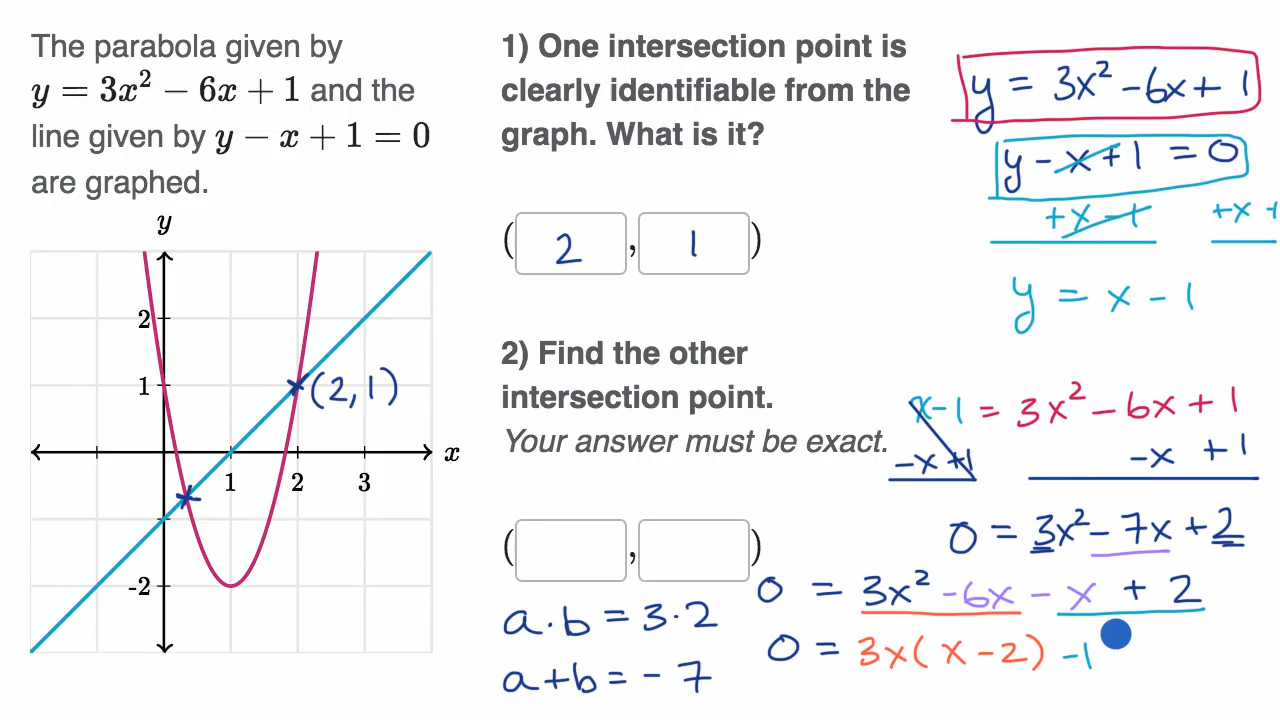 The parabola given by
y = 3x² − 6x + 1 and the
line given by y − x + 1 = 0
are graphed.
y
2
1
-2
1
2
3
x
(2,1)
1) One intersection point is
clearly identifiable from the
graph. What is it?
( 2 , 1 )
2) Find the other
intersection point.
Your answer must be exact.
( , )
a·b = 3·2
a+b = -7
y = 3x² -6x + 1
y -x+1 = 0
+x -1 +x +
y = x - 1
x-1 = 3x² -6x + 1
-x +1 -x +1
0 = 3x² -7x +2
0 = 3x² -6x - x + 2
0 = 3x( x -2) -1